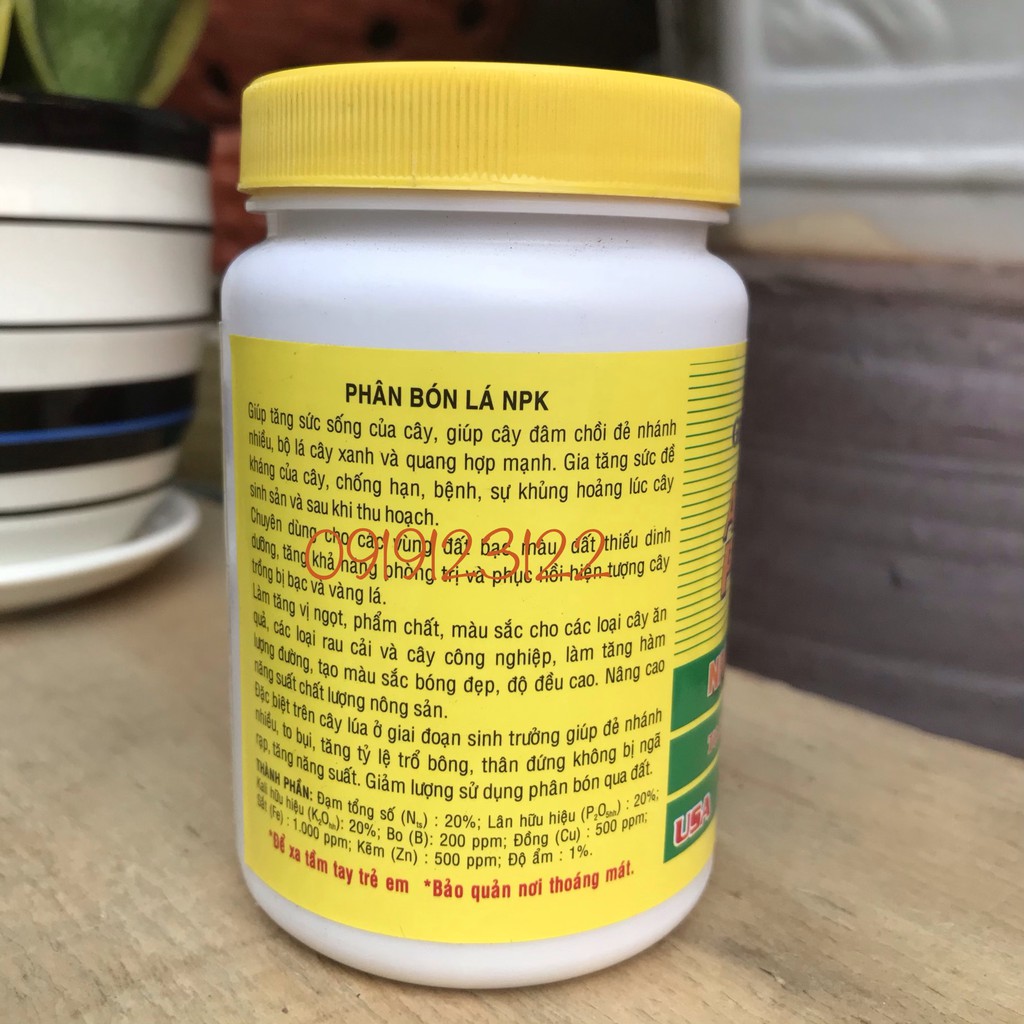 PHÂN BÓN LÁ NPK
Giúp tăng sức sống của cây, giúp cây đâm chồi đẻ nhánh
nhiều, bộ lá cây xanh và quang hợp mạnh. Gia tăng sức đề
kháng của cây, chống hạn, bệnh, sự khủng hoảng lúc cây
sinh sản và sau khi thu hoạch.
Chuyên dùng cho các vùng đất bạc màu, đất thiếu dinh
dưỡng, tăng khả năng phòng trị và phục hồi hiện tượng cây
trồng bị bạc và vàng lá.
0919123122
Làm tăng vị ngọt, phẩm chất, màu sắc cho các loại cây ăn
quả, các loại rau cải và cây công nghiệp, làm tăng hàm
lượng đường, tạo màu sắc bóng đẹp, độ đều cao. Nâng cao
năng suất chất lượng nông sản.
Đặc biệt trên cây lúa ở giai đoạn sinh trưởng giúp đẻ nhánh
nhiều, to bụi, tăng tỷ lệ trổ bông, thân đứng không bị ngã
rạp, tăng năng suất. Giảm lượng sử dụng phân bón qua đất.
THÀNH PHẦN: Đạm tổng số (Nts) : 20%; Lân hữu hiệu (P2O5hh) : 20%;
Kali hữu hiệu (K2Ohh): 20%; Bo (B): 200 ppm; Đồng (Cu) : 500 ppm;
Sắt (Fe) : 1.000 ppm; Kẽm (Zn) : 500 ppm; Độ ẩm : 1%.
*Để xa tầm tay trẻ em *Bảo quản nơi thoáng mát.
USA